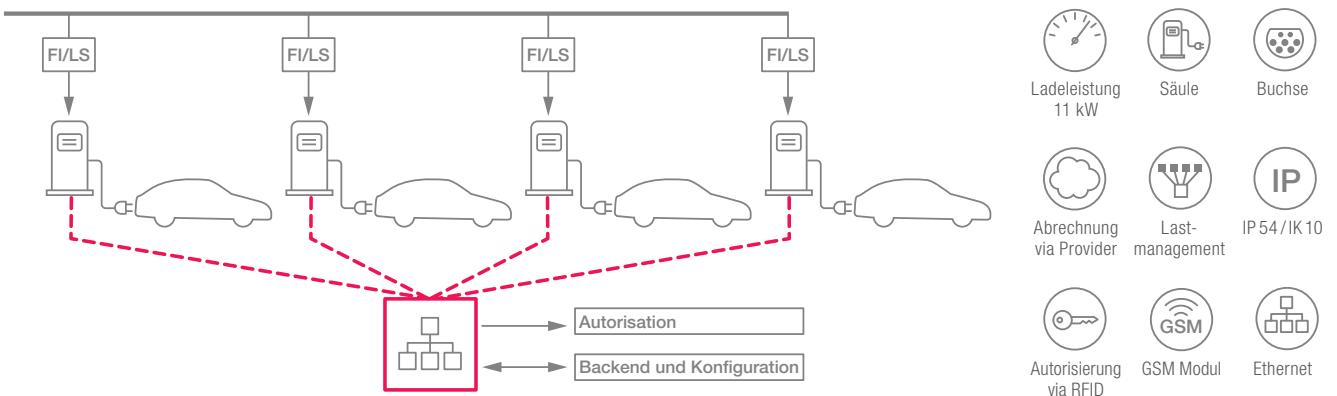 FI/LS
FI/LS
FI/LS
FI/LS
Autorisation
Backend und Konfiguration
Ladeleistung
11 kW
Säule
Buchse
Abrechnung
via Provider
Last-
management
IP
IP 54 / IK 10
Autorisierung
via RFID
GSM
GSM Modul
Ethernet